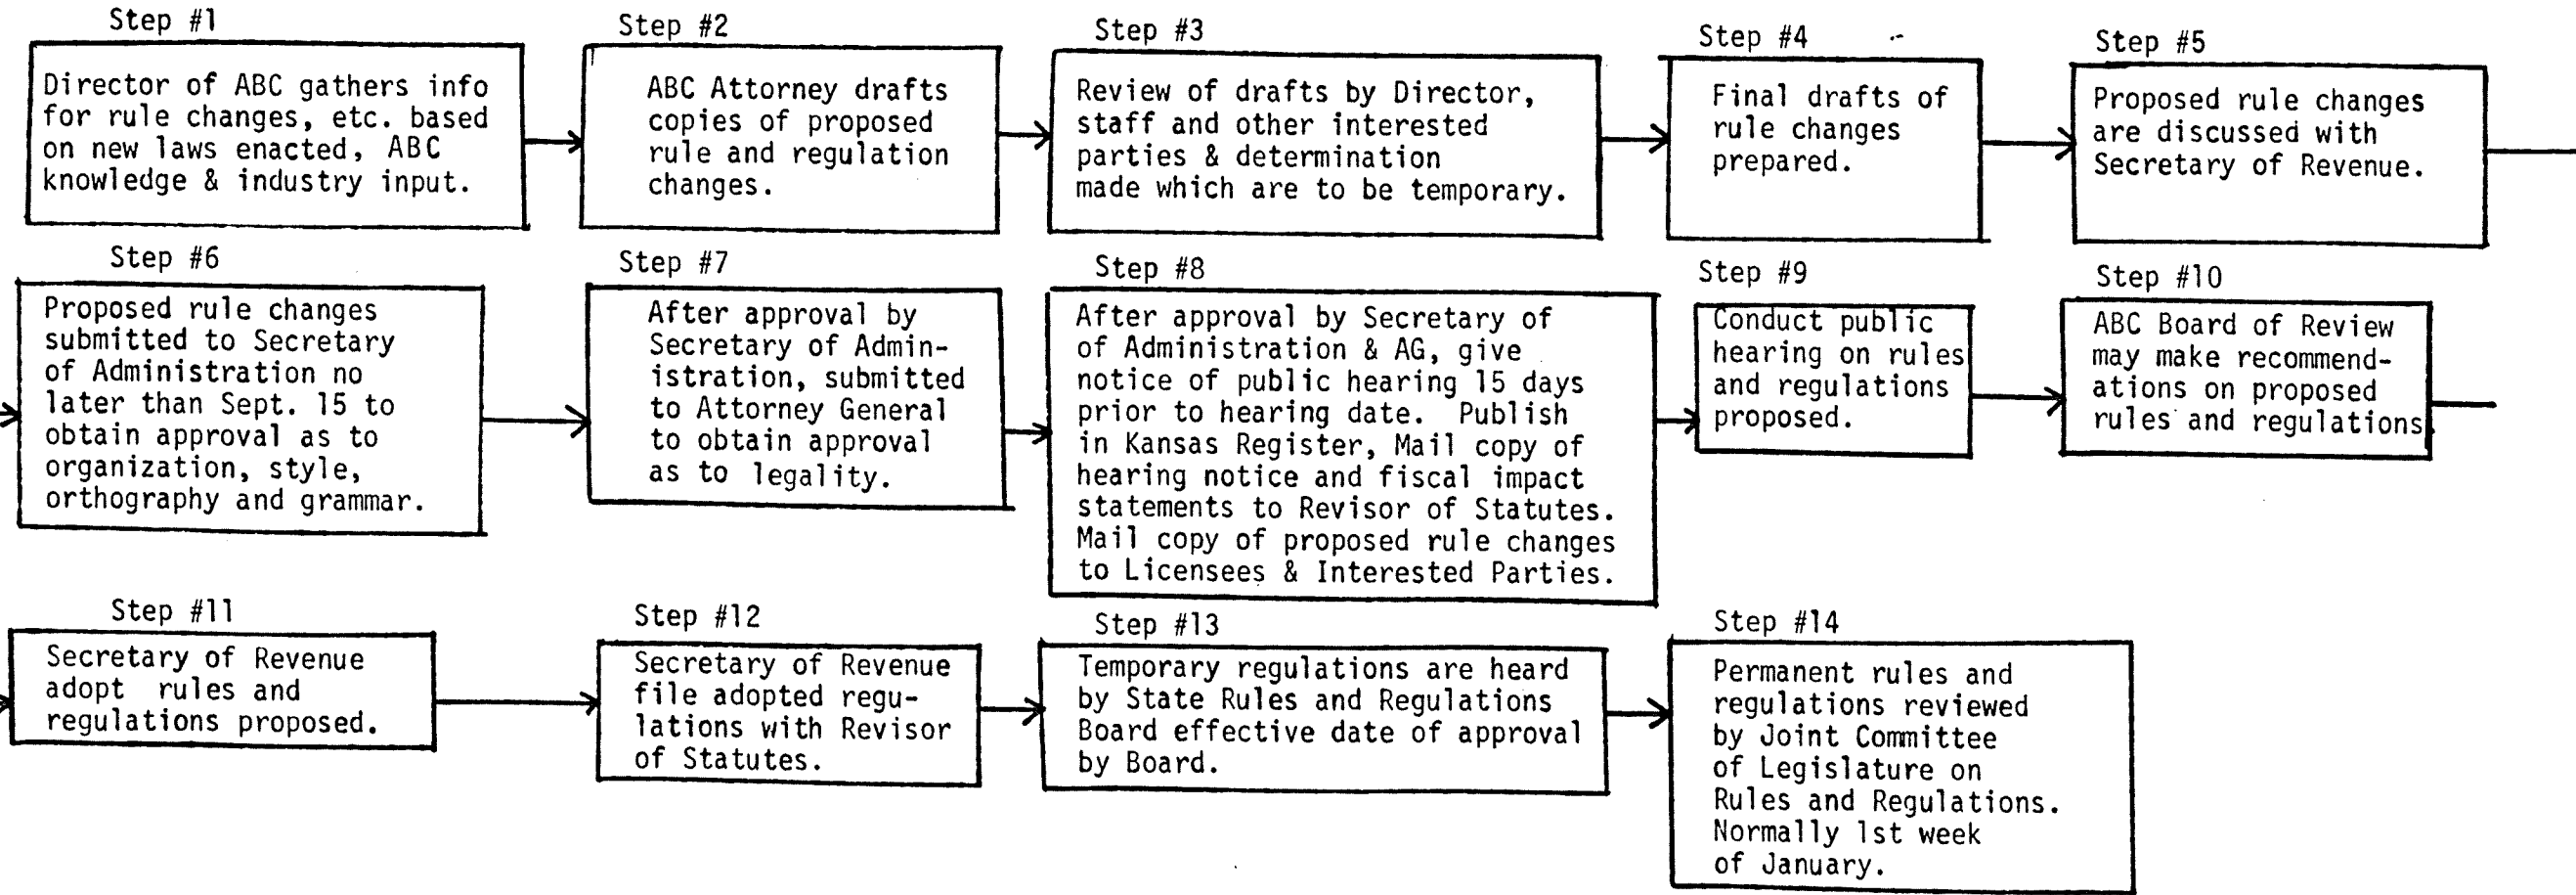 Step #1
Director of ABC gathers info
for rule changes, etc. based
on new laws enacted, ABC
knowledge & industry input.
Step #2
ABC Attorney drafts
copies of proposed
rule and regulation
changes.
Step #3
Review of drafts by Director,
staff and other interested
parties & determination
made which are to be temporary.
Step #4
Final drafts of
rule changes
prepared.
Step #5
Proposed rule changes
are discussed with
Secretary of Revenue.
Step #6
Proposed rule changes
submitted to Secretary
of Administration no
later than Sept. 15 to
obtain approval as to
organization, style,
orthography and grammar.
Step #7
After approval by
Secretary of Admin-
istration, submitted
to Attorney General
to obtain approval
as to legality.
Step #8
After approval by Secretary of
of Administration & AG, give
notice of public hearing 15 days
prior to hearing date. Publish
in Kansas Register, Mail copy of
hearing notice and fiscal impact
statements to Revisor of Statutes.
Mail copy of proposed rule changes
to Licensees & Interested Parties.
Step #9
Conduct public
hearing on rules
and regulations
proposed.
Step #10
ABC Board of Review
may make recommend-
ations on proposed
rules and regulations.
Step #11
Secretary of Revenue
adopt rules and
regulations proposed.
Step #12
Secretary of Revenue
file adopted regu-
lations with Revisor
of Statutes.
Step #13
Temporary regulations are heard
by State Rules and Regulations
Board effective date of approval
by Board.
Step #14
Permanent rules and
regulations reviewed
by Joint Committee
of Legislature on
Rules and Regulations.
Normally 1st week
of January.